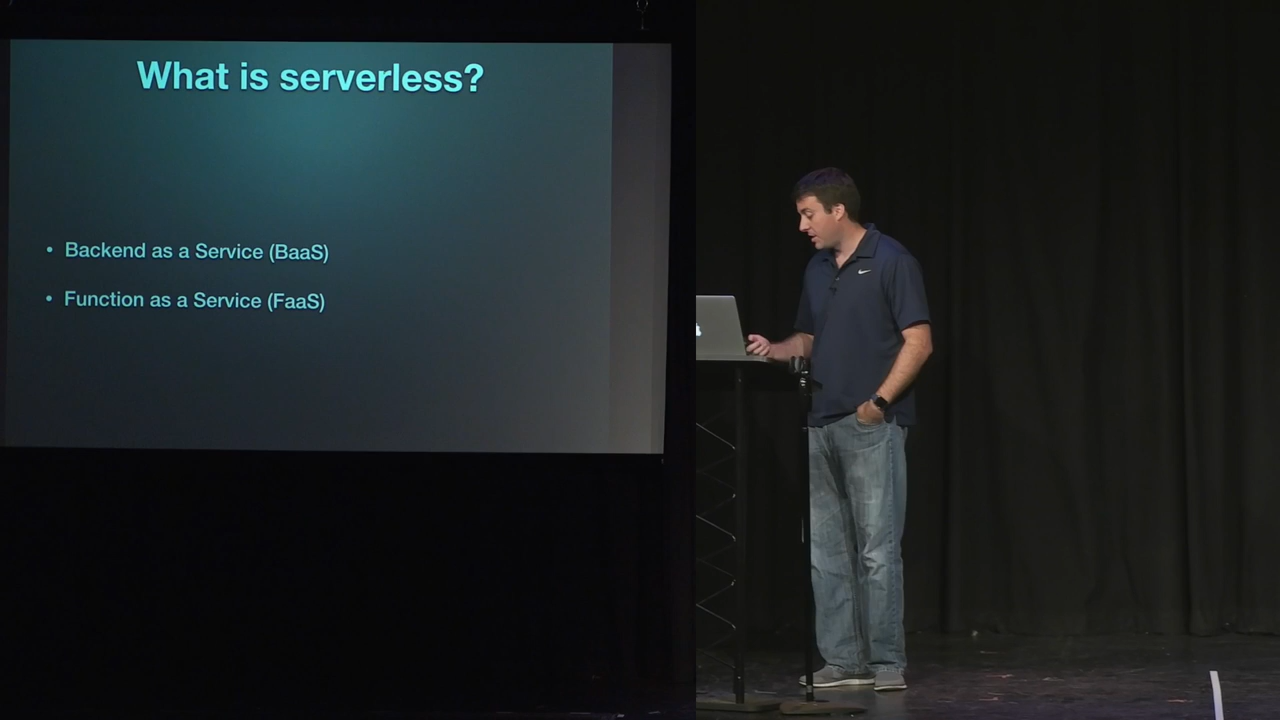 What is serverless?
• Backend as a Service (BaaS)
• Function as a Service (FaaS)